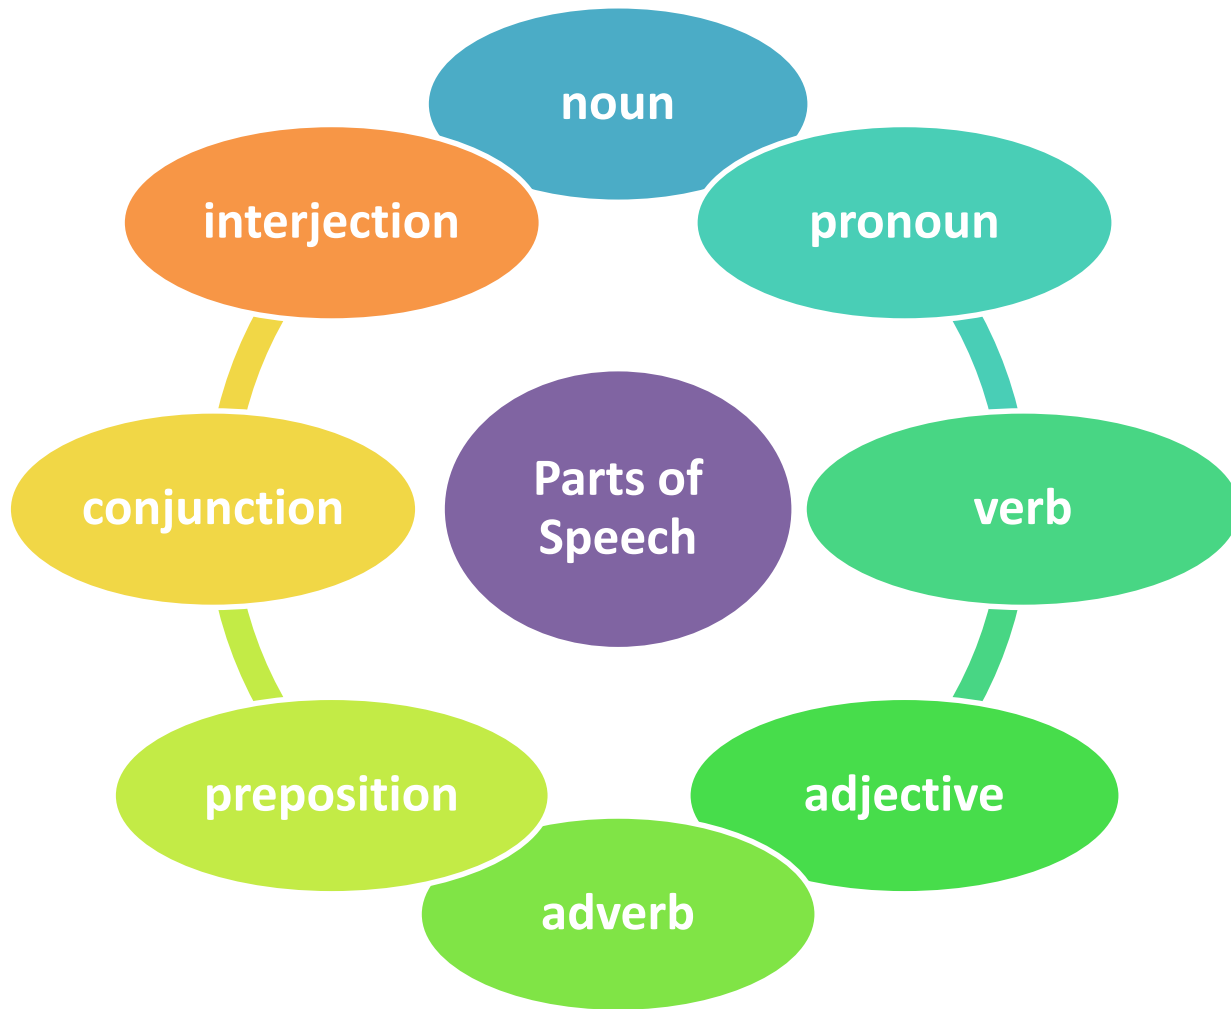 noun
pronoun
verb
adjective
adverb
preposition
conjunction
interjection
Parts of
Speech